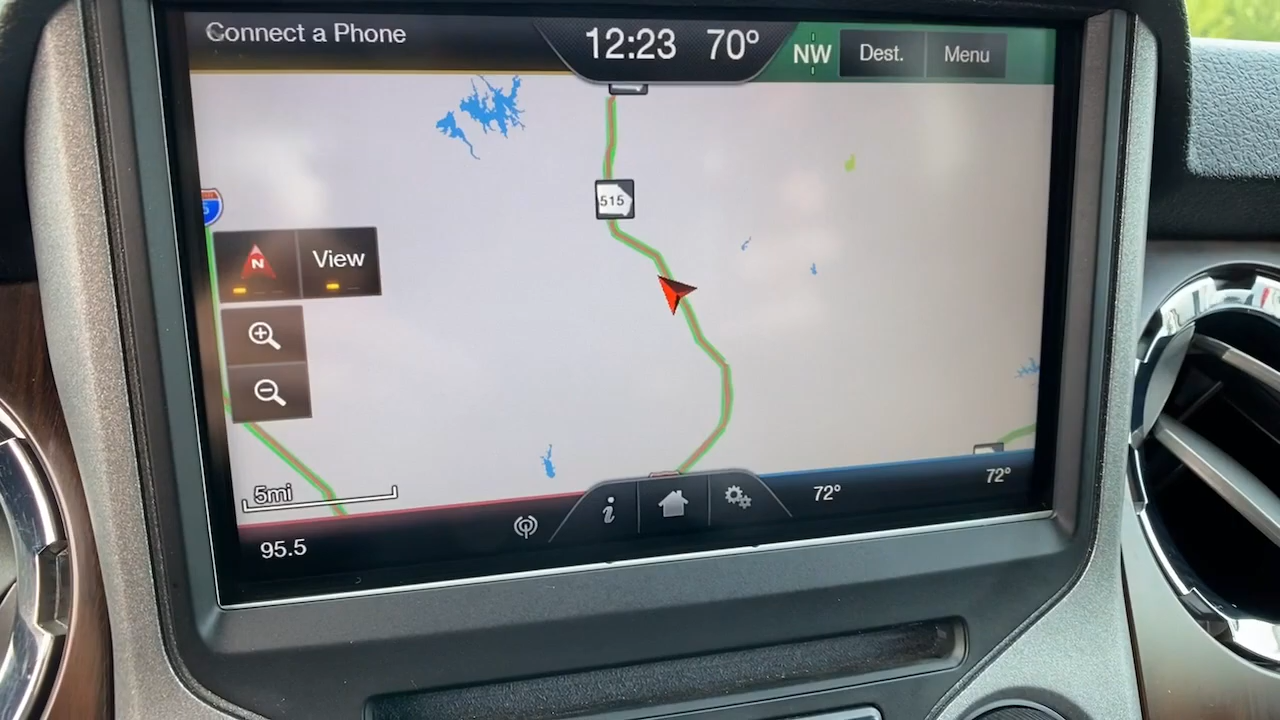 Connect a Phone
12:23 70°
NW
Dest.
Menu
515
N
View
5mi
i
72°
72°
95.5